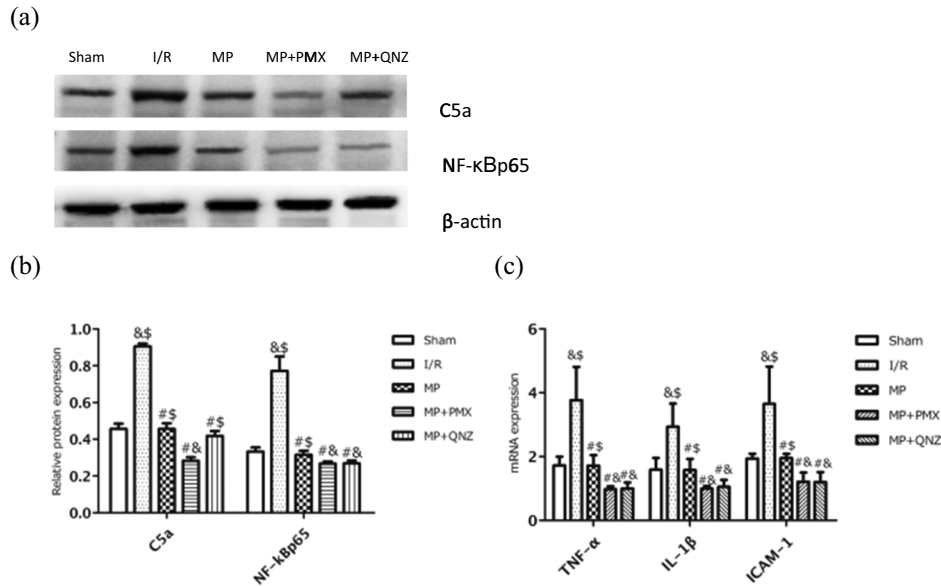 (a)
Sham I/R MP MP+PMX MP+QNZ
C5a
NF-κBp65
β-actin
(b)
(c)
Relative protein expression
1.0
0.8
0.6
0.4
0.2
0.0
&$
#$
#&
#$
&$
#$
#&
#&
C5a
NF-kBp65
Sham
I/R
MP
MP+PMX
MP+QNZ
mRNA expression
6
4
2
0
&$
#$
#&#&
&$
#$
#&
#&
&$
#$
#&#&
TNF-α
IL-1β
ICAM-1
Sham
I/R
MP
MP+PMX
MP+QNZ